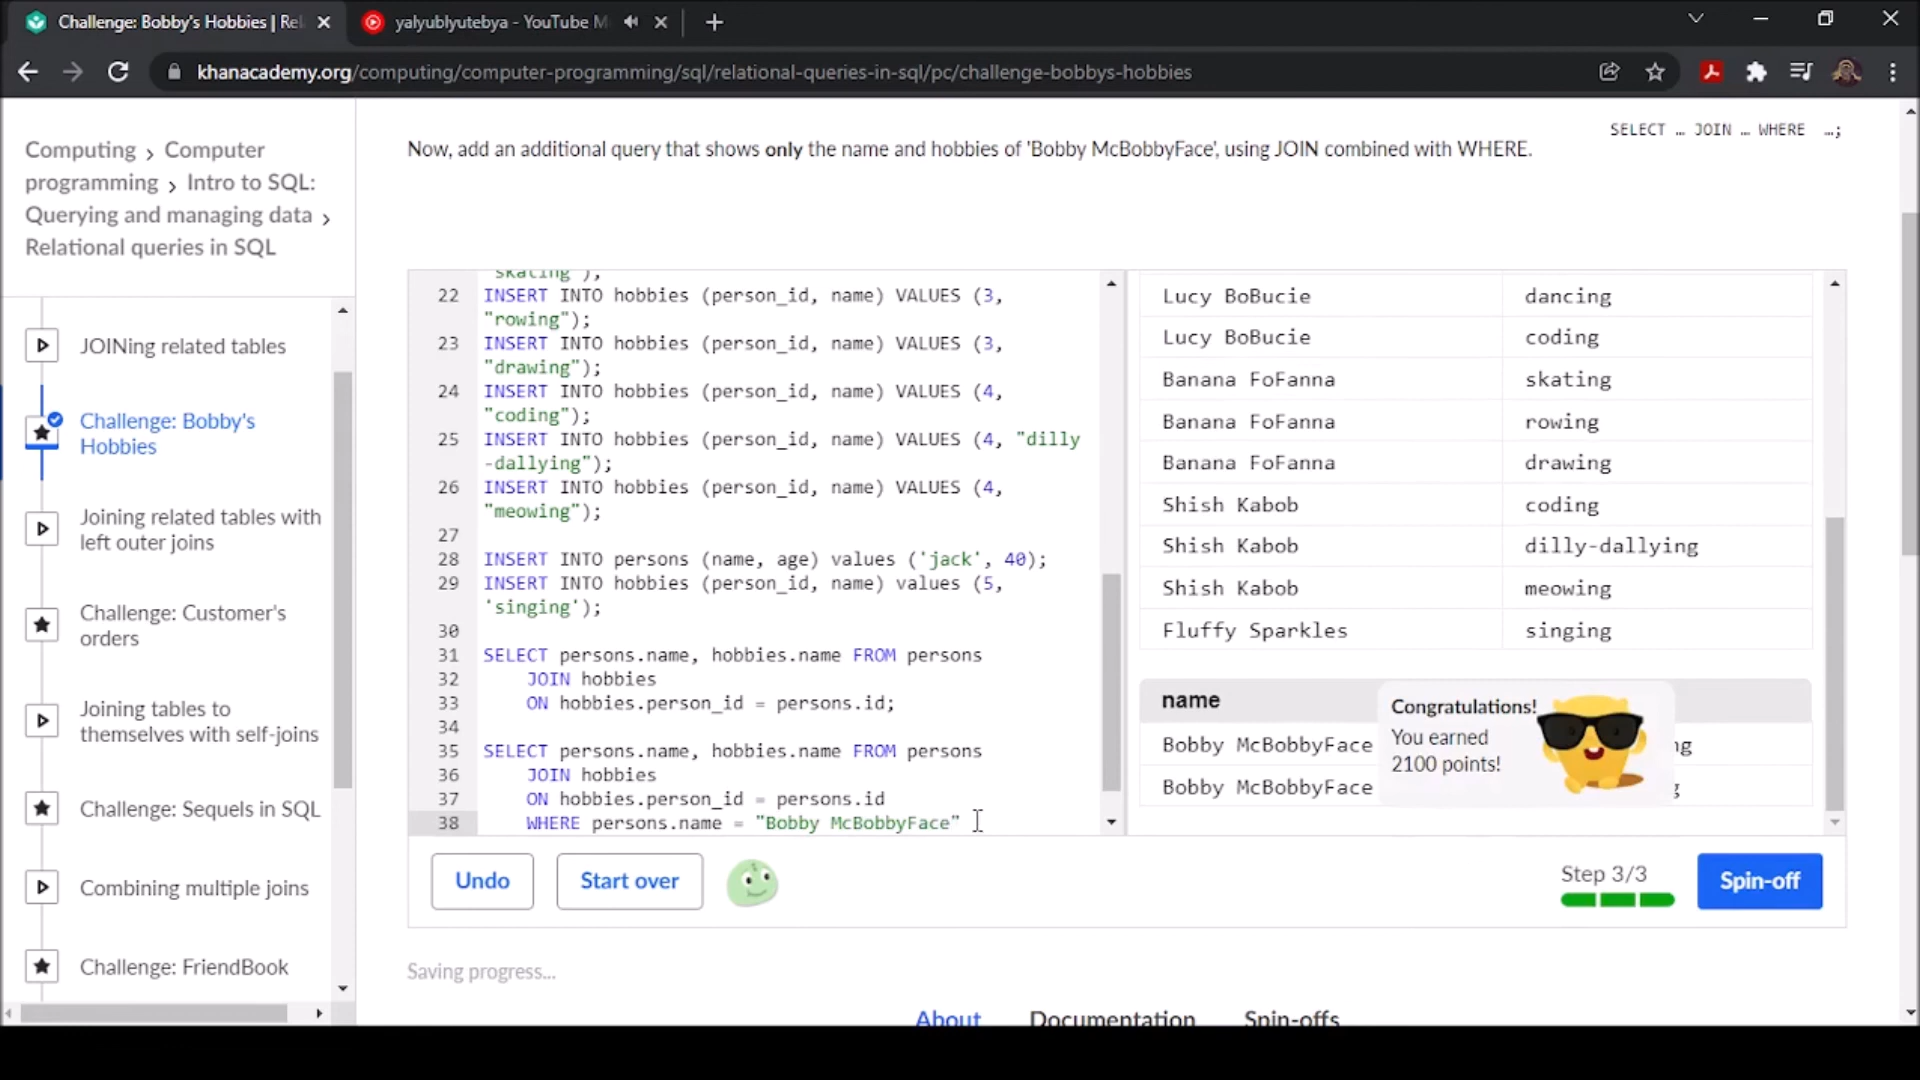 Challenge: Bobby's Hobbies | Rel
yalyublyutebya - YouTube M
khanacademy.org/computing/computer-programming/sql/relational-queries-in-sql/pc/challenge-bobbys-hobbies
Computing > Computer
programming > Intro to SQL:
Querying and managing data >
Relational queries in SQL
JOINing related tables
Challenge: Bobby's
Hobbies
Joining related tables with
left outer joins
Challenge: Customer's
orders
Joining tables to
themselves with self-joins
Challenge: Sequels in SQL
Combining multiple joins
Challenge: FriendBook
Now, add an additional query that shows only the name and hobbies of 'Bobby McBobbyFace', using JOIN combined with WHERE.
SELECT … JOIN … WHERE …;
"skating");
22 INSERT INTO hobbies (person_id, name) VALUES (3,
"rowing");
23 INSERT INTO hobbies (person_id, name) VALUES (3,
"drawing");
24 INSERT INTO hobbies (person_id, name) VALUES (4,
"coding");
25 INSERT INTO hobbies (person_id, name) VALUES (4, "dilly
-dallying");
26 INSERT INTO hobbies (person_id, name) VALUES (4,
"meowing");
27
28 INSERT INTO persons (name, age) values ('jack', 40);
29 INSERT INTO hobbies (person_id, name) values (5,
'singing');
30
31 SELECT persons.name, hobbies.name FROM persons
32 JOIN hobbies
33 ON hobbies.person_id = persons.id;
34
35 SELECT persons.name, hobbies.name FROM persons
36 JOIN hobbies
37 ON hobbies.person_id = persons.id
38 WHERE persons.name = "Bobby McBobbyFace"
Lucy BoBucie dancing
Lucy BoBucie coding
Banana FoFanna skating
Banana FoFanna rowing
Banana FoFanna drawing
Shish Kabob coding
Shish Kabob dilly-dallying
Shish Kabob meowing
Fluffy Sparkles singing
name
Bobby McBobbyFace ng
Bobby McBobbyFace g
Congratulations!
You earned
2100 points!
Undo
Start over
Step 3/3
Spin-off
Saving progress...
About
Documentation
Spin-offs